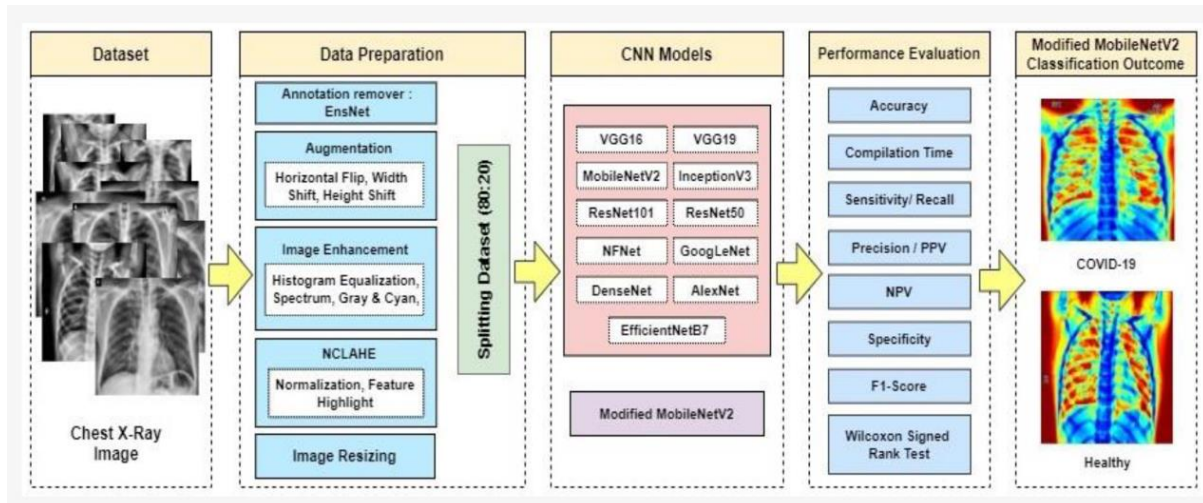 Dataset
Chest X-Ray
Image
Data Preparation
Annotation remover :
EnsNet
Augmentation
Horizontal Flip, Width
Shift, Height Shift
Image Enhancement
Histogram Equalization,
Spectrum, Gray & Cyan,
NCLAHE
Normalization, Feature
Highlight
Image Resizing
Splitting Dataset (80:20)
CNN Models
VGG16
VGG19
MobileNetV2
InceptionV3
ResNet101
ResNet50
NFNet
GoogLeNet
DenseNet
AlexNet
EfficientNetB7
Modified MobileNetV2
Performance Evaluation
Accuracy
Compilation Time
Sensitivity/ Recall
Precision / PPV
NPV
Specificity
F1-Score
Wilcoxon Signed
Rank Test
Modified MobileNetV2
Classification Outcome
COVID-19
Healthy